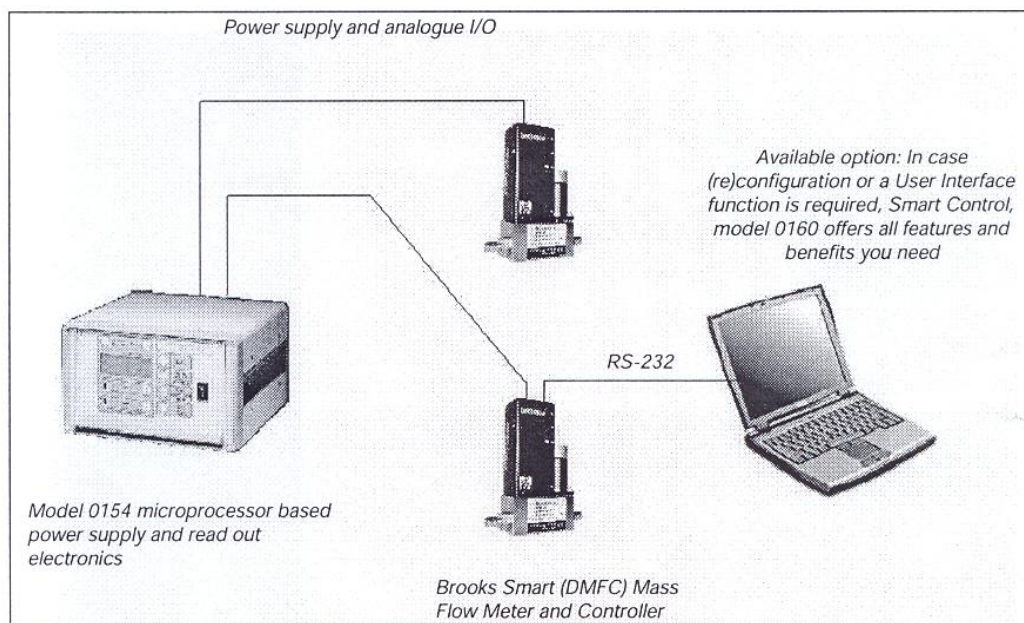 Power supply and analogue I/O
Available option: In case
(re)configuration or a User Interface
function is required, Smart Control,
model 0160 offers all features and
benefits you need
RS-232
Model 0154 microprocessor based
power supply and read out
electronics
Brooks Smart (DMFC) Mass
Flow Meter and Controller